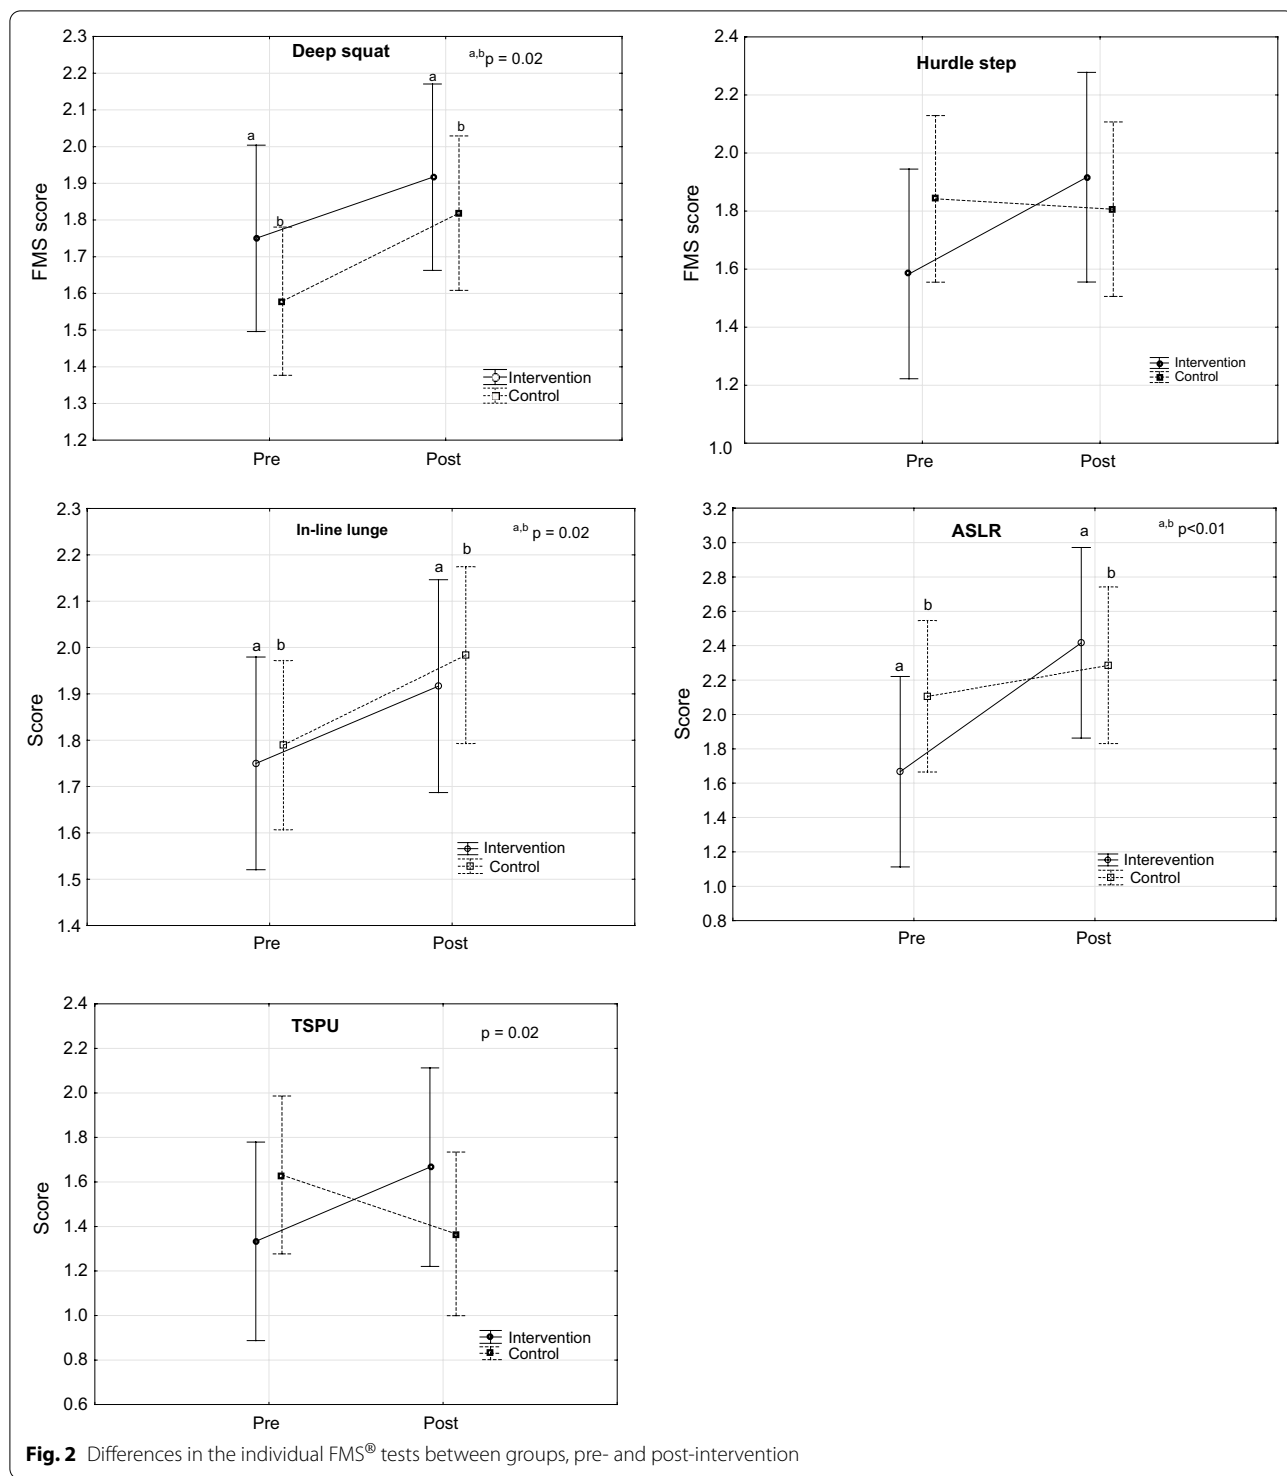 Deep squat
a,b p = 0.02
2.3
2.2
2.1
2.0
1.9
1.8
1.7
1.6
1.5
1.4
1.3
1.2
FMS score
a
b
a
b
Intervention
Control
Pre Post
Hurdle step
2.4
2.2
2.0
1.8
1.6
1.4
1.2
1.0
FMS score
Intervention
Control
Pre Post
In-line lunge
a,b p = 0.02
2.3
2.2
2.1
2.0
1.9
1.8
1.7
1.6
1.5
1.4
Score
a b
a
b
Intervention
Control
Pre Post
ASLR
a,b p<0.01
3.2
3.0
2.8
2.6
2.4
2.2
2.0
1.8
1.6
1.4
1.2
1.0
0.8
Score
a
b
a
b
Interevention
Control
Pre Post
TSPU
p = 0.02
2.4
2.2
2.0
1.8
1.6
1.4
1.2
1.0
0.8
0.6
Score
Intervention
Control
Pre Post
Fig. 2 Differences in the individual FMS® tests between groups, pre- and post-intervention